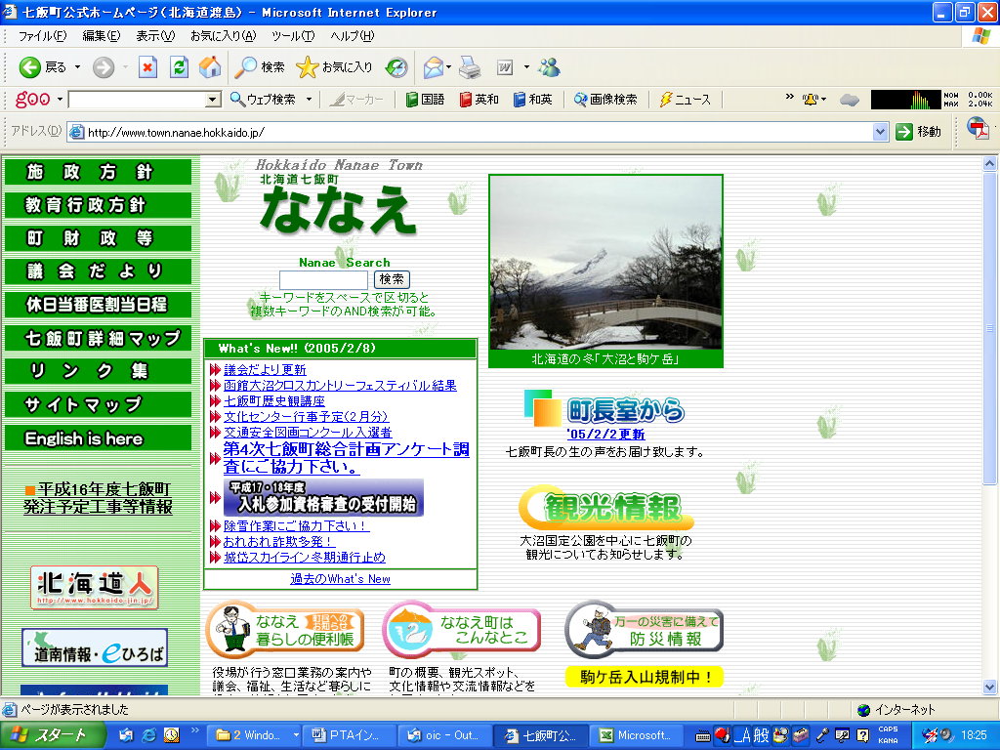 七飯町公式ホームページ(北海道渡島) - Microsoft Internet Explorer
ファイル(F) 編集(E) 表示(V) お気に入り(A) ツール(T) ヘルプ(H)
戻る 検索 お気に入り
goo ウェブ検索 マーカー 国語 英和 和英 画像検索 ニュース » NOW 0.00K
MAX 2.04K
アドレス(D) http://www.town.nanae.hokkaido.jp/ 移動
施政方針
教育行政方針
町財政等
議会だより
休日当番医割当日程
七飯町詳細マップ
リンク集
サイトマップ
English is here
■平成16年度七飯町
発注予定工事等情報
北海道人
http://www.hokkaido-jin.jp/
道南情報・eひろば
Hokkaido Nanae Town
北海道七飯町
ななえ
Nanae Search
検索
キーワードをスペースで区切ると
複数キーワードのAND検索が可能。
What's New!! (2005/2/8)
議会だより更新
函館大沼クロスカントリーフェスティバル結果
七飯町歴史観講座
文化センター行事予定(2月分)
交通安全図画コンクール入選者
第4次七飯町総合計画アンケート調
査にご協力下さい。
平成17・18年度
入札参加資格審査の受付開始
除雪作業にご協力下さい!
おれおれ詐欺多発!
城岱スカイライン冬期通行止め
過去のWhat's New
北海道の冬「大沼と駒ケ岳」
町長室から
'05/2/2更新
七飯町長の生の声をお届け致します。
観光情報
大沼国定公園を中心に七飯町の
観光についてお知らせします。
ななえ 町民への
お知らせは
暮らしの便利帳
役場が行う窓口業務の案内や
議会、福祉、生活など暮らしに
ななえ町は
こんなとこ
町の概要、観光スポット、
文化情報や交流情報などを
万一の災害に備えて
防災情報
駒ケ岳入山規制中!
ページが表示されました インターネット
スタート » 2 Windo... PTAイン... oic - Out... 七飯町公... Microsoft... A 般 CAPS
KANA 18:25